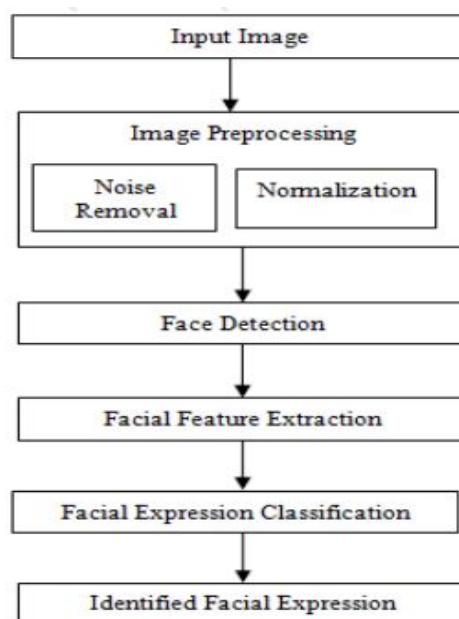 Input Image
Image Preprocessing
Noise
Removal
Normalization
Face Detection
Facial Feature Extraction
Facial Expression Classification
Identified Facial Expression